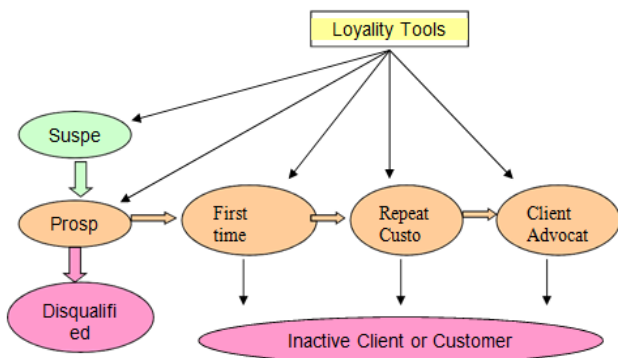 Loyality Tools
Suspe
Prosp
First
time
Repeat
Custo
Client
Advocat
Disqualifi
ed
Inactive Client or Customer